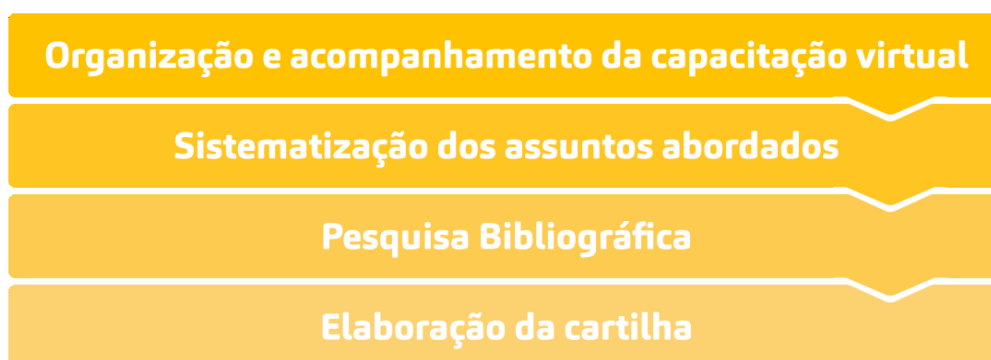 Organização e acompanhamento da capacitação virtual
Sistematização dos assuntos abordados
Pesquisa Bibliográfica
Elaboração da cartilha